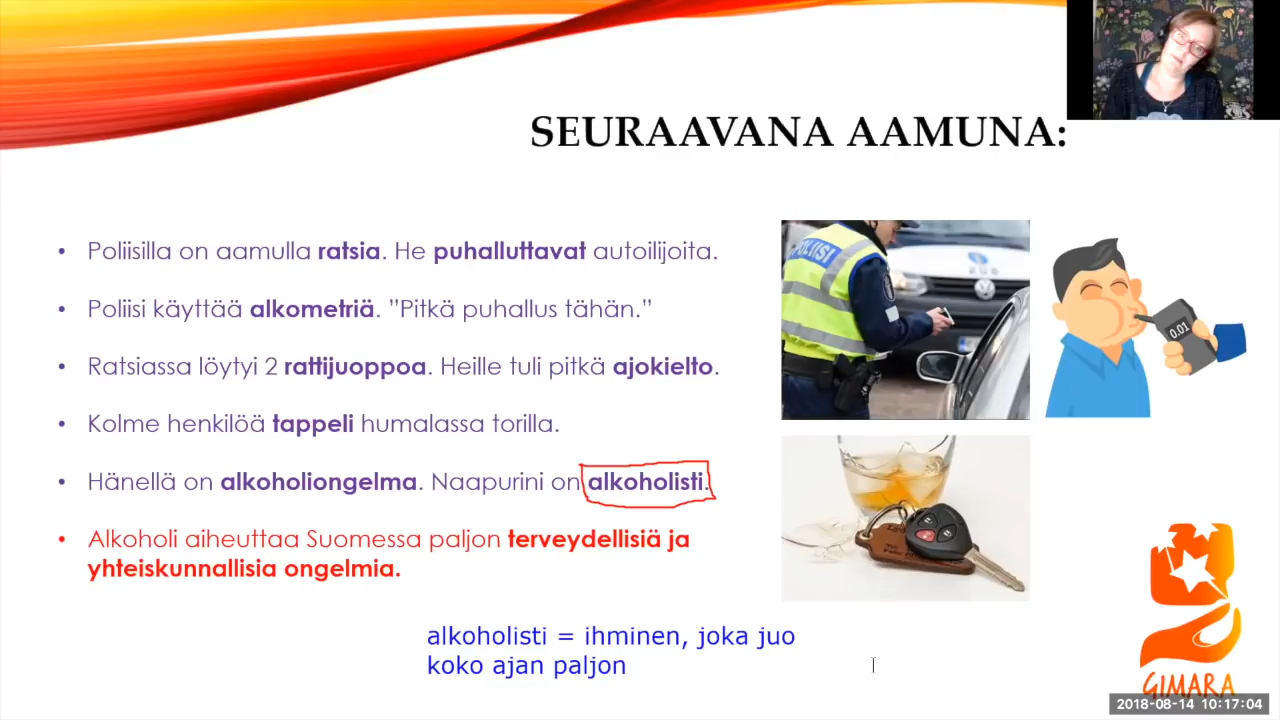 SEURAAVANA AAMUNA:
• Poliisilla on aamulla ratsia. He puhalluttavat autoilijoita.
• Poliisi käyttää alkometriä. ”Pitkä puhallus tähän.”
• Ratsiassa löytyi 2 rattijuoppoa. Heille tuli pitkä ajokielto.
• Kolme henkilöä tappeli humalassa torilla.
• Hänellä on alkoholiongelma. Naapurini on alkoholisti.
• Alkoholi aiheuttaa Suomessa paljon terveydellisiä ja
yhteiskunnallisia ongelmia.
alkoholisti = ihminen, joka juo
koko ajan paljon
POLIISI
0.01
GIMARA
2018-08-14 10:17:04